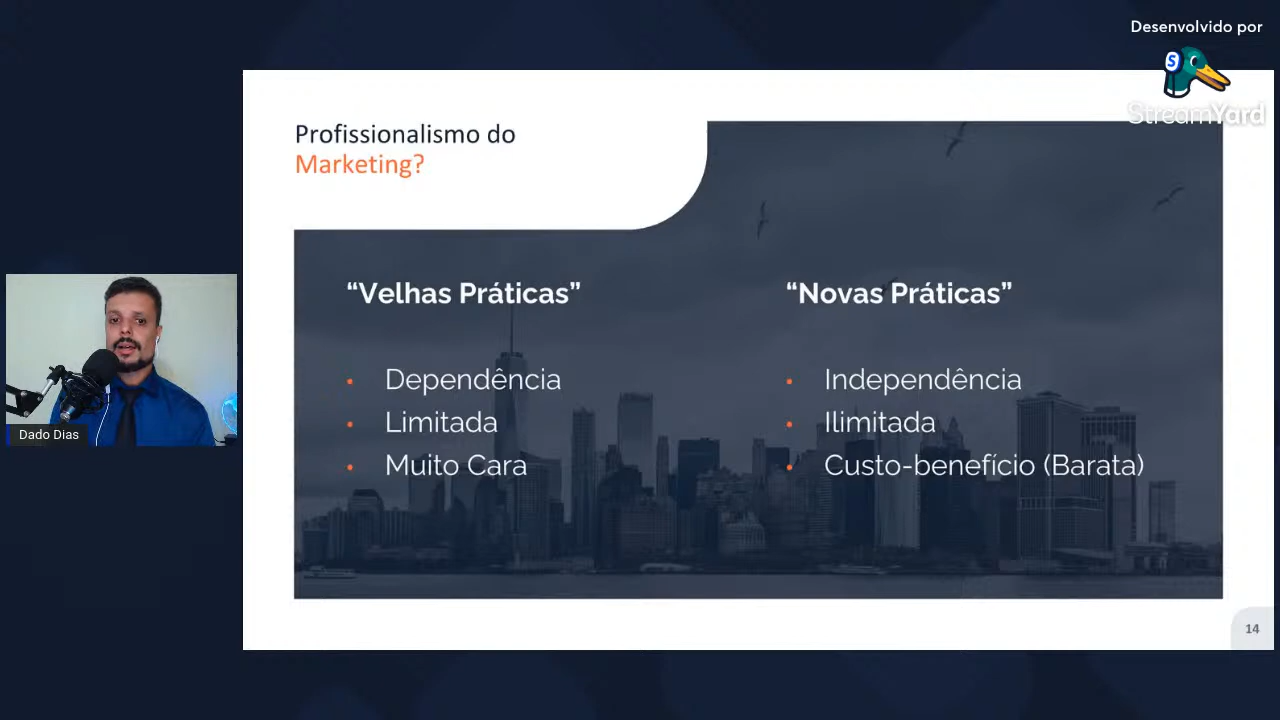 Desenvolvido por
StreamYard
Profissionalismo do
Marketing?
“Velhas Práticas”
• Dependência
• Limitada
• Muito Cara
“Novas Práticas”
• Independência
• Ilimitada
• Custo-benefício (Barata)
Dado Dias
14